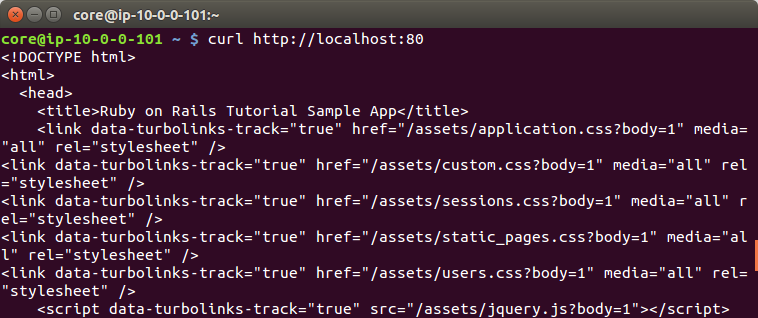 core@ip-10-0-0-101:~
core@ip-10-0-0-101 ~ $ curl http://localhost:80
<!DOCTYPE html>
<html>
  <head>
    <title>Ruby on Rails Tutorial Sample App</title>
    <link data-turbolinks-track="true" href="/assets/application.css?body=1" media=
"all" rel="stylesheet" />
<link data-turbolinks-track="true" href="/assets/custom.css?body=1" media="all" rel
="stylesheet" />
<link data-turbolinks-track="true" href="/assets/sessions.css?body=1" media="all" r
el="stylesheet" />
<link data-turbolinks-track="true" href="/assets/static_pages.css?body=1" media="al
l" rel="stylesheet" />
<link data-turbolinks-track="true" href="/assets/users.css?body=1" media="all" rel=
"stylesheet" />
    <script data-turbolinks-track="true" src="/assets/jquery.js?body=1"></script>